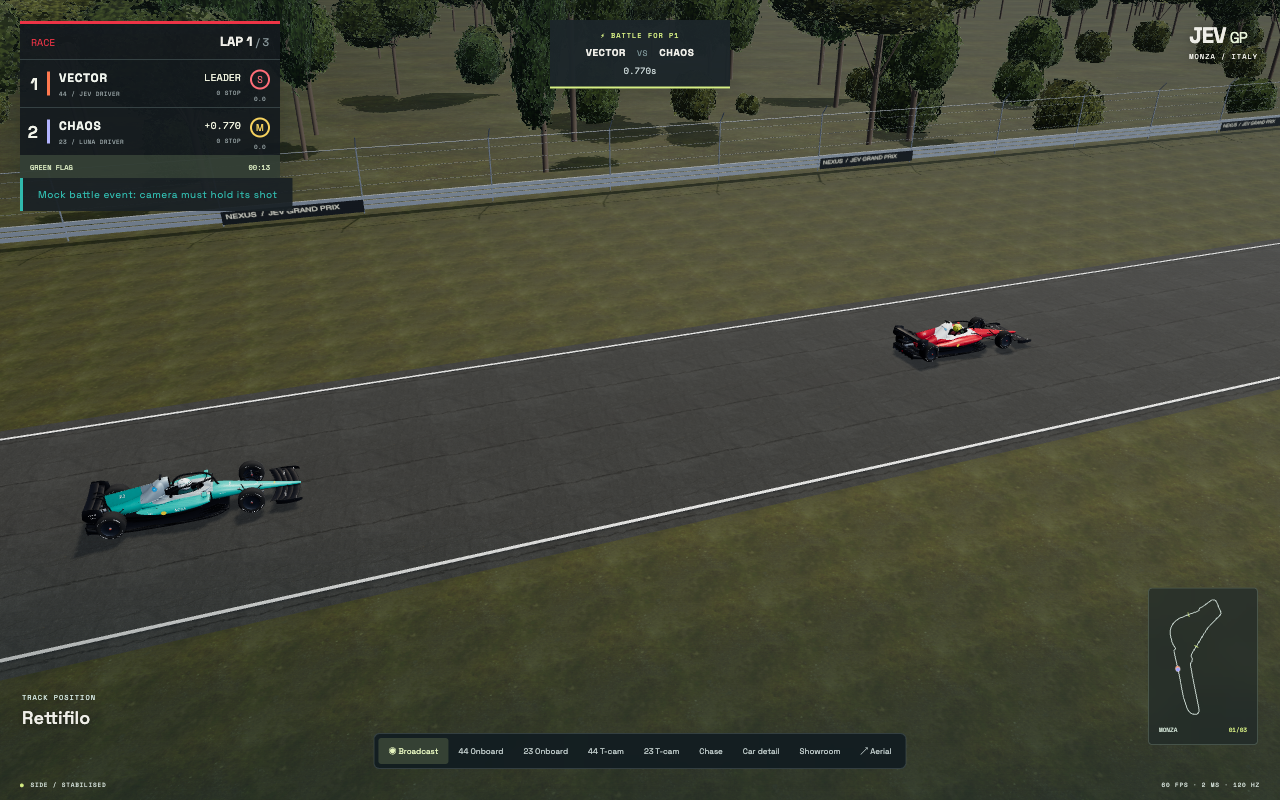 RACE
LAP 1 / 3
1 VECTOR LEADER S
44 / JEV DRIVER 0 STOP 0.0
2 CHAOS +0.770 M
23 / LUNA DRIVER 0 STOP 0.0
GREEN FLAG 00:13
Mock battle event: camera must hold its shot
⚡ BATTLE FOR P1
VECTOR VS CHAOS
0.770s
JEV GP
MONZA / ITALY
NEXUS / JEV GRAND PRIX
NEXUS / JEV GRAND PRIX
NEXUS / JEV GRAND PRIX
TRACK POSITION
Rettifilo
◉ Broadcast 44 Onboard 23 Onboard 44 T-cam 23 T-cam Chase Car detail Showroom ↗ Aerial
MONZA 01/03
SIDE / STABILISED
60 FPS · 2 MS · 120 HZ